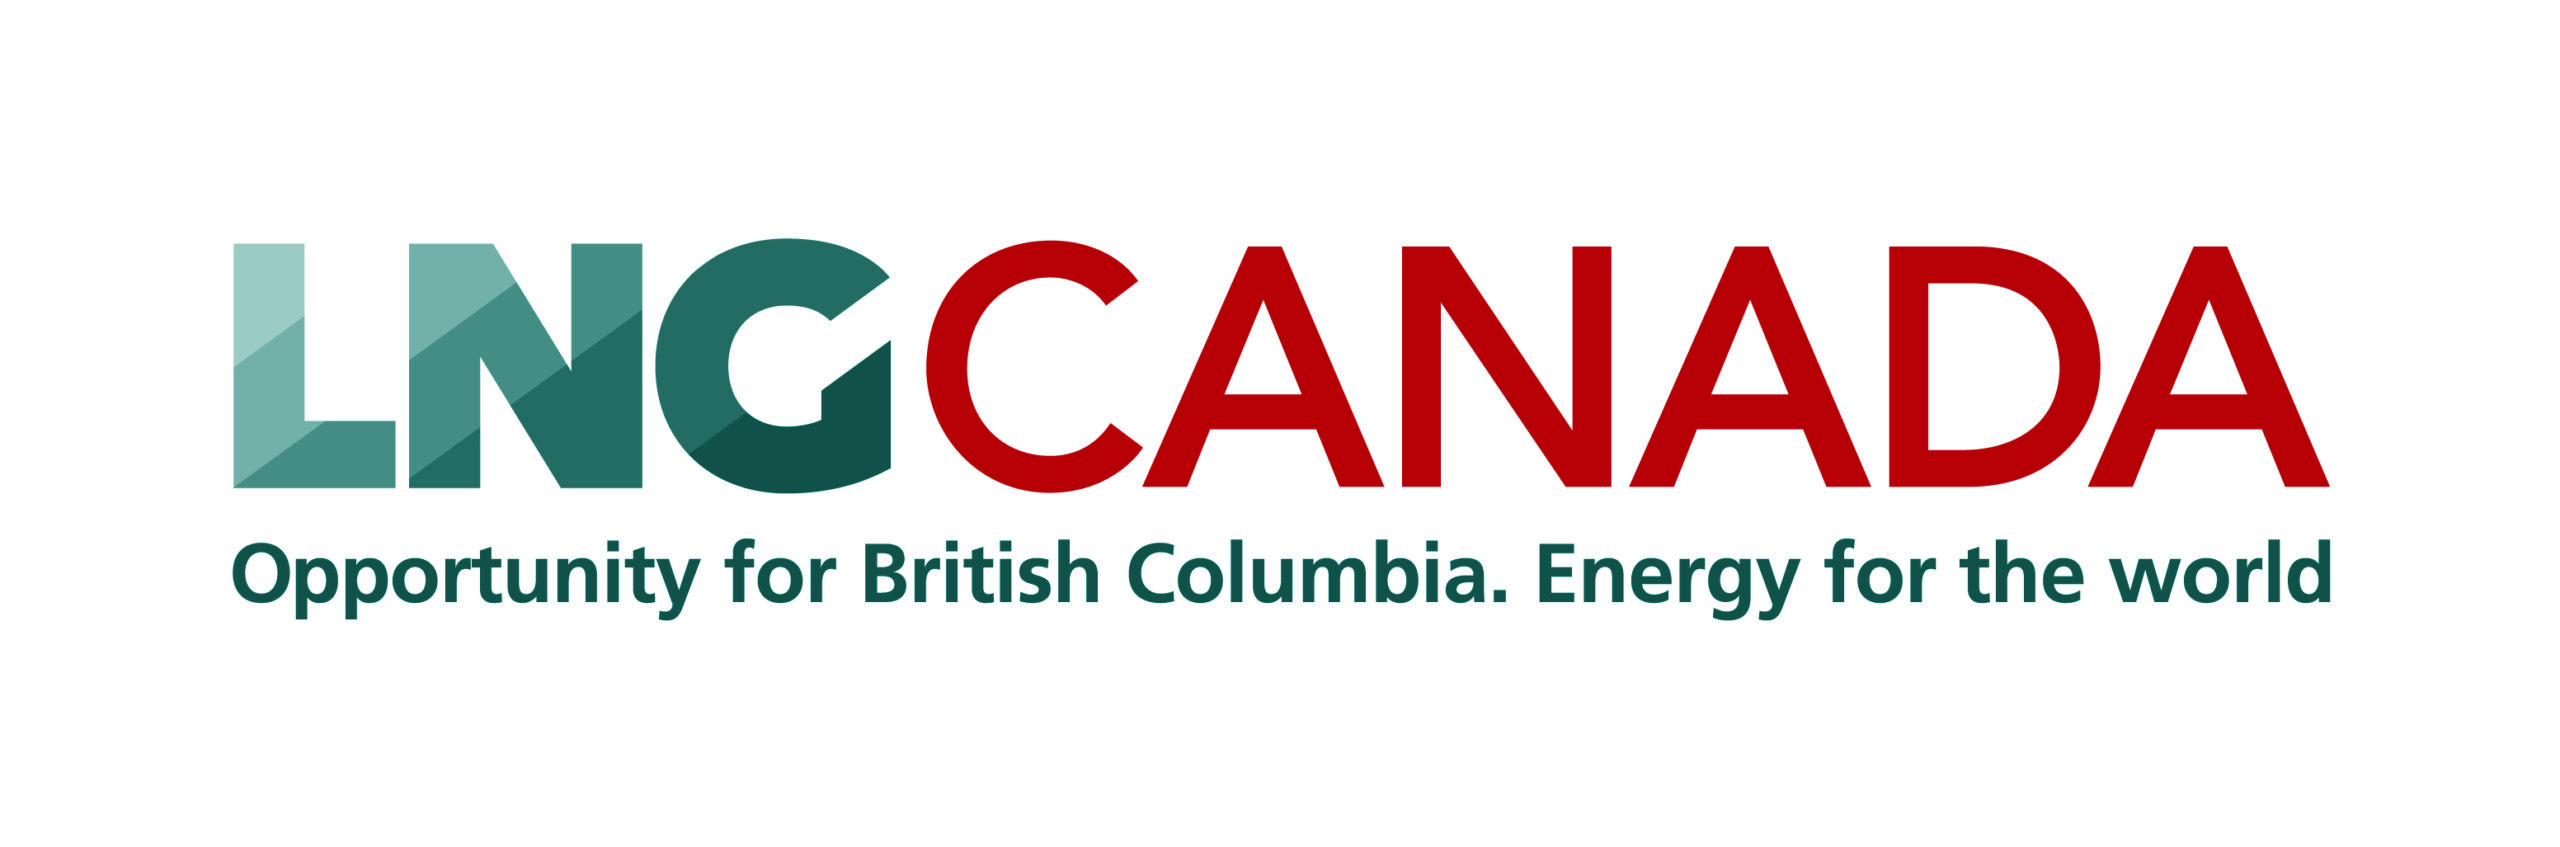 LNGCANADA
Opportunity for British Columbia. Energy for the world